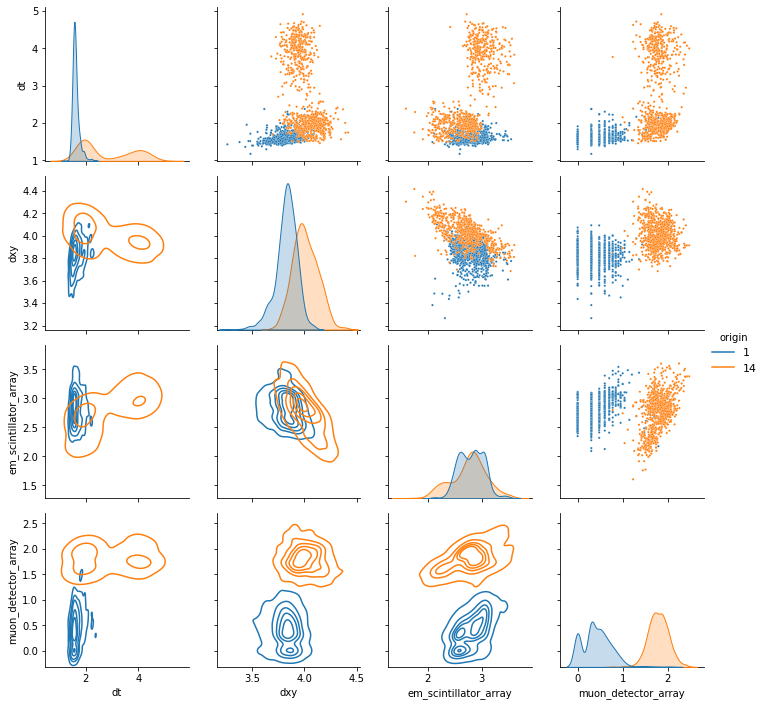 5
4
3
2
1
dt
4.4
4.2
4.0
3.8
3.6
3.4
3.2
dxy
origin
1
14
3.5
3.0
2.5
2.0
1.5
em_scintillator_array
2.5
2.0
1.5
1.0
0.5
0.0
muon_detector_array
2 4
3.5 4.0 4.5
2 3
0 1 2
dt
dxy
em_scintillator_array
muon_detector_array